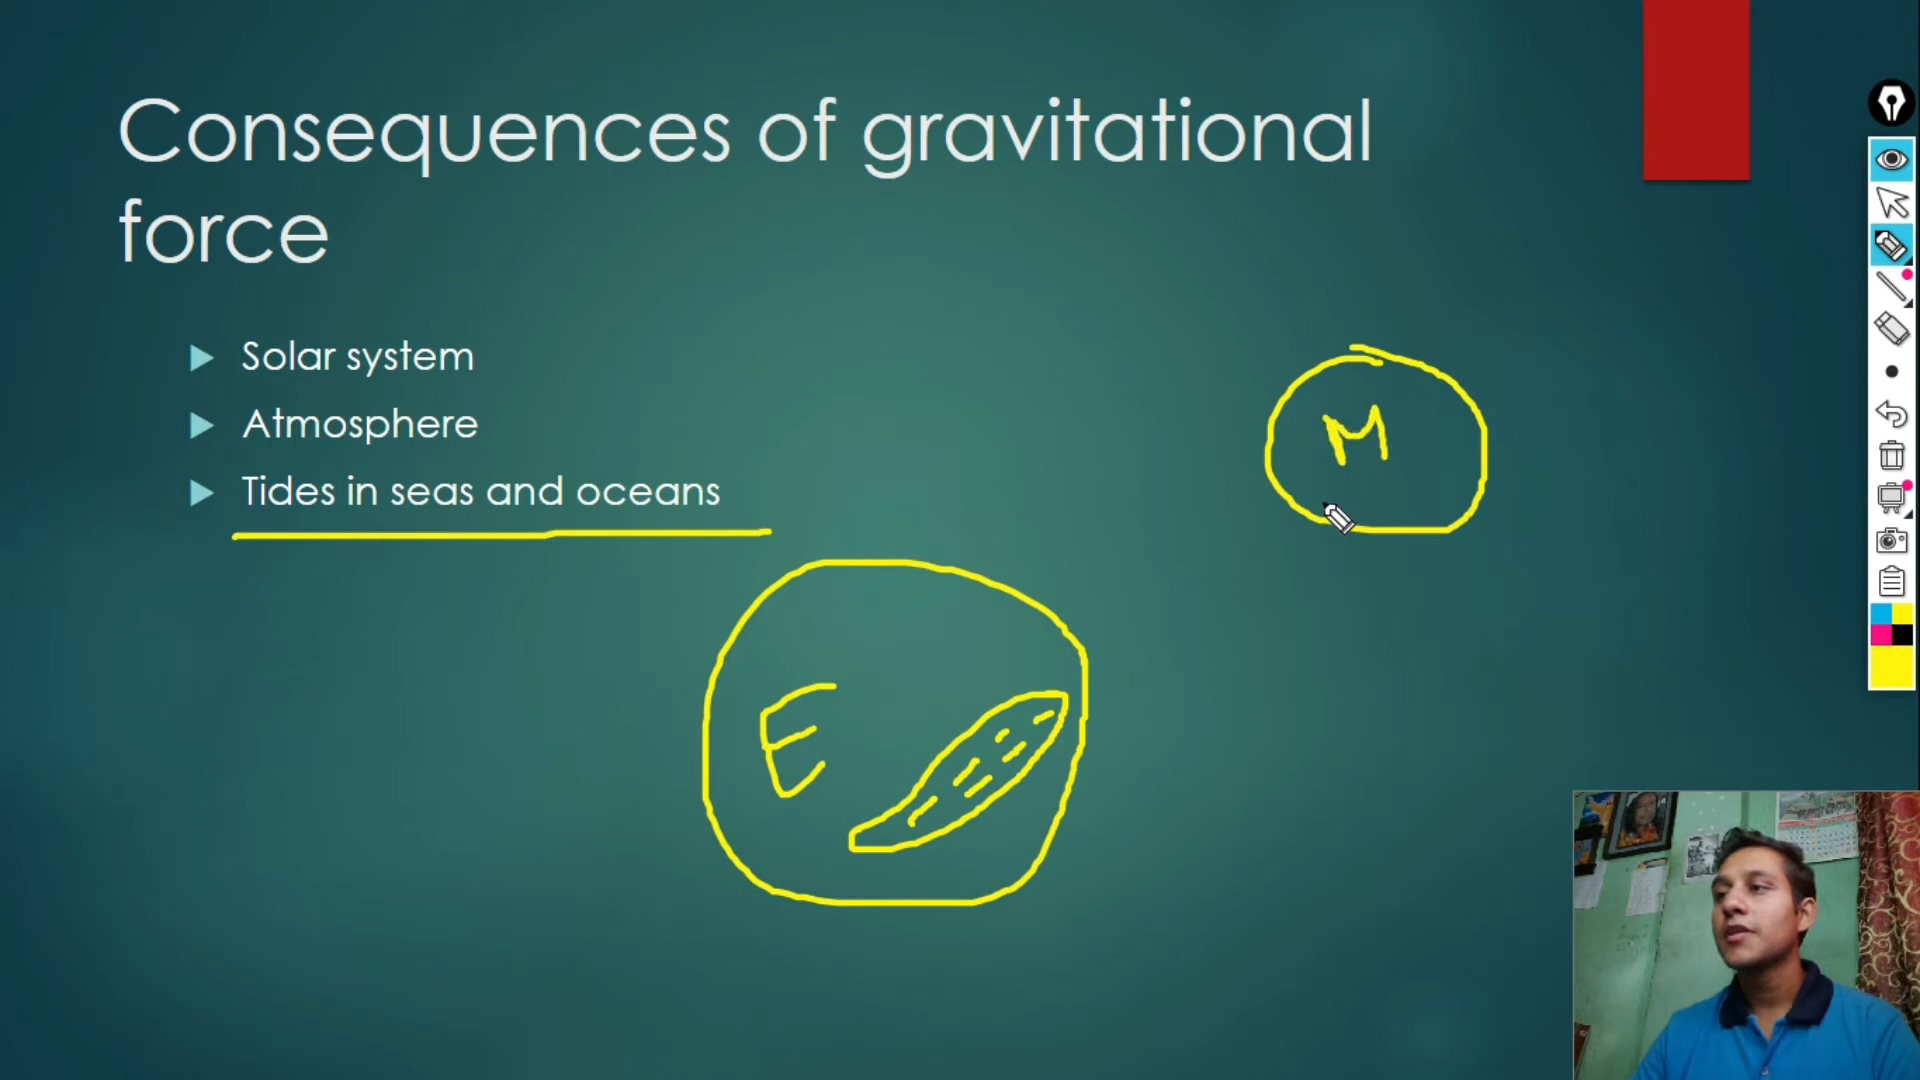 Consequences of gravitational
force
Solar system
Atmosphere
Tides in seas and oceans
M
E